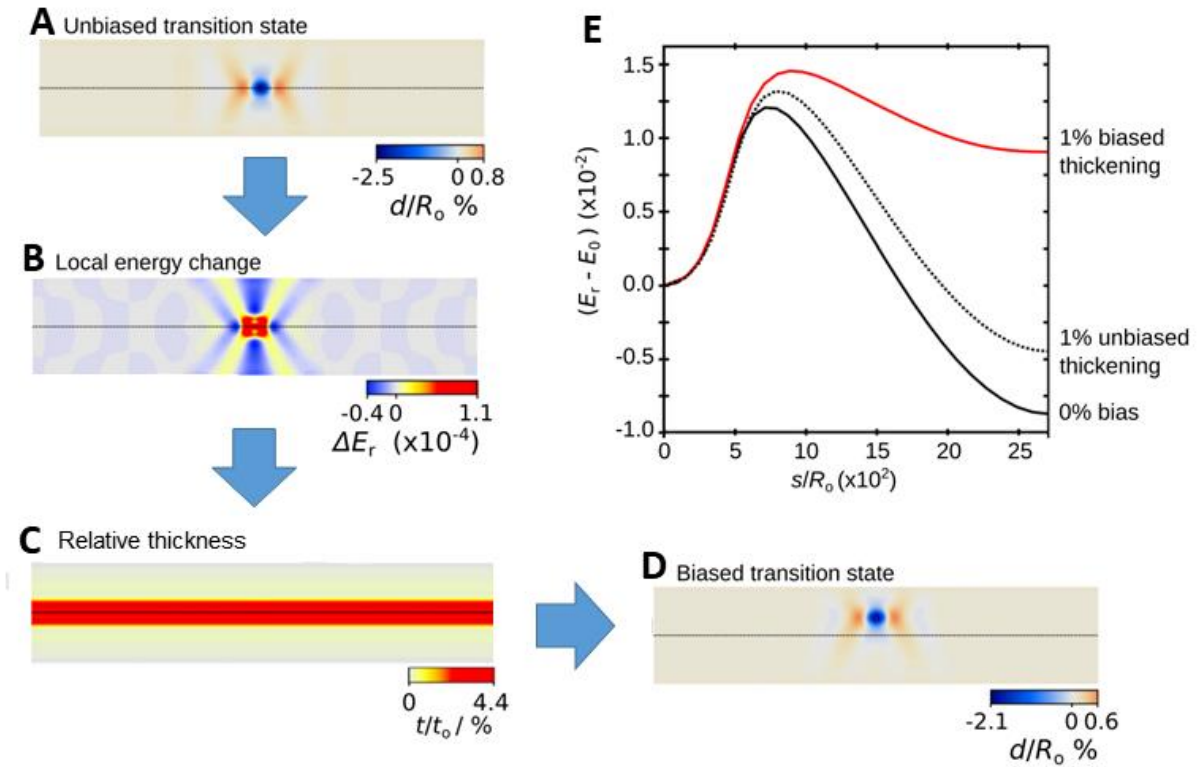 A Unbiased transition state
-2.5 0 0.8
d/Ro %
B Local energy change
-0.4 0 1.1
ΔEr (x10-4)
C Relative thickness
0 4.4
t/to / %
D Biased transition state
-2.1 0 0.6
d/Ro %
E
(Er - E0) (x10-2)
1.5
1.0
0.5
0.0
-0.5
-1.0
0 5 10 15 20 25
s/Ro (x102)
1% biased
thickening
1% unbiased
thickening
0% bias